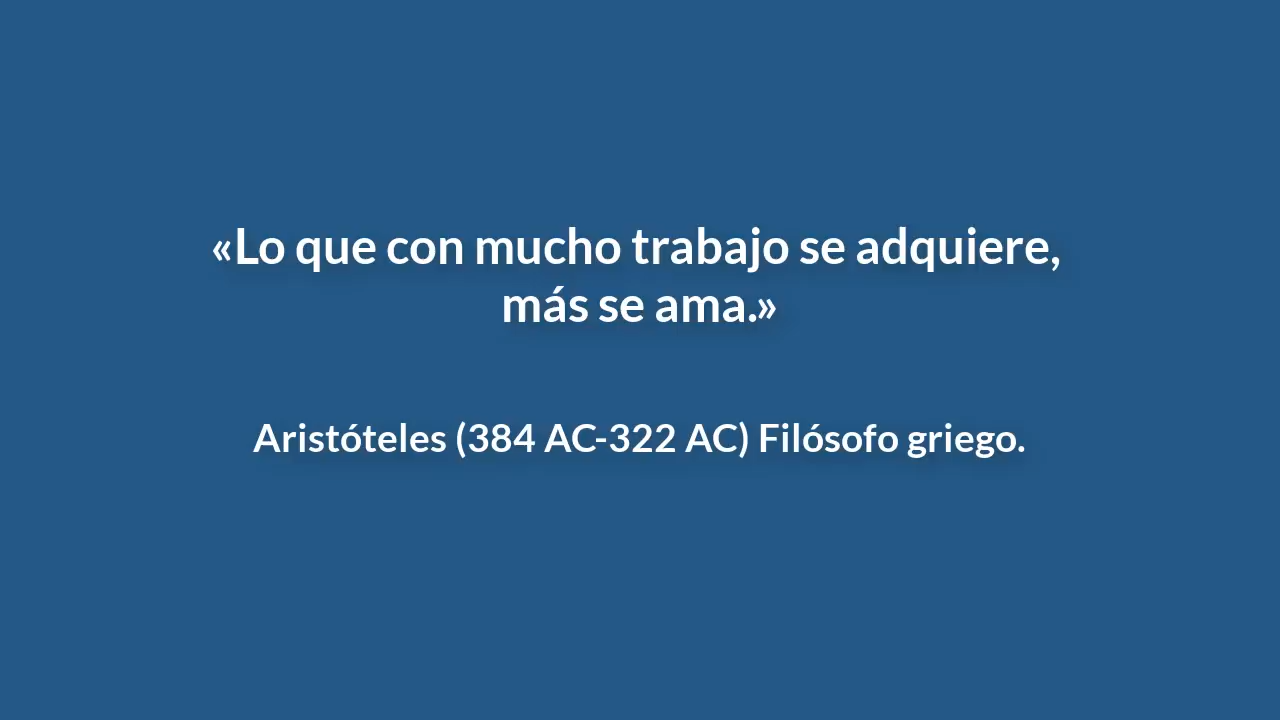 «Lo que con mucho trabajo se adquiere,
más se ama.»
Aristóteles (384 AC-322 AC) Filósofo griego.